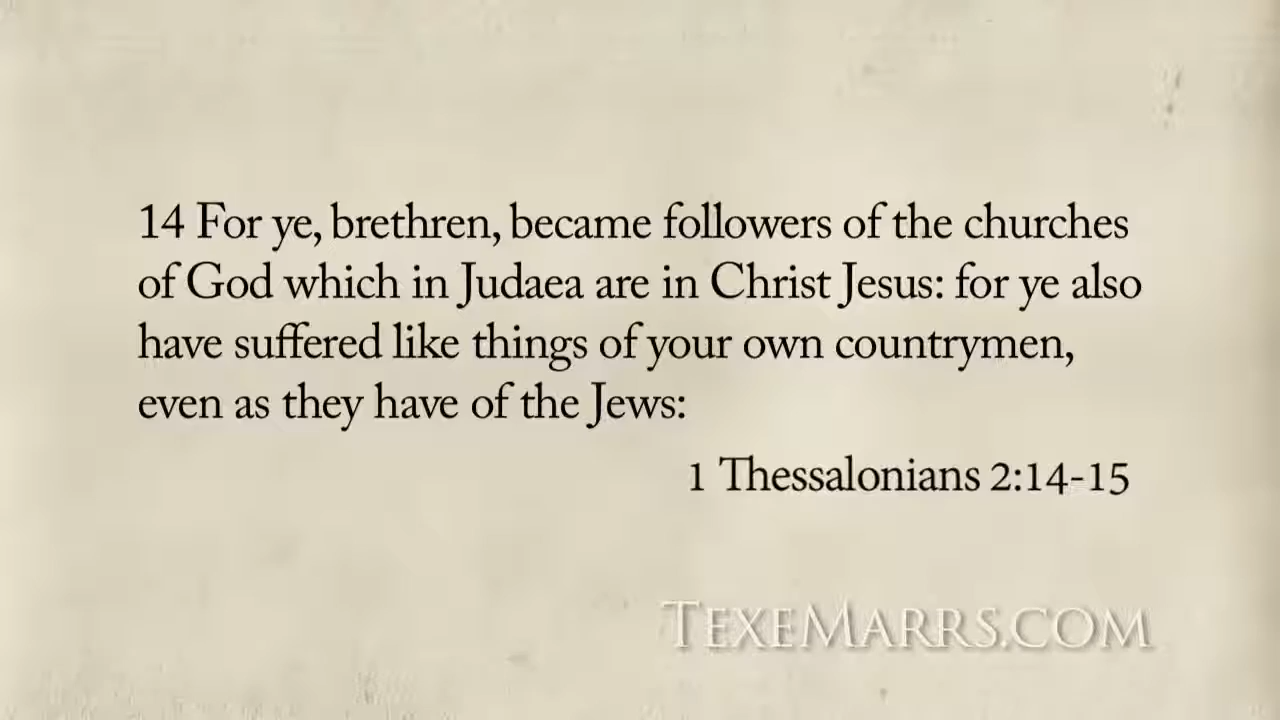 14 For ye, brethren, became followers of the churches
of God which in Judaea are in Christ Jesus: for ye also
have suffered like things of your own countrymen,
even as they have of the Jews:
1 Thessalonians 2:14-15
TEXEMARRS.COM